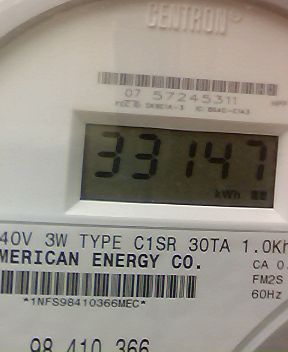 CENTRON®
07 57245311
33147
kWh
40V 3W TYPE C1SR 30TA 1.0Kh
MERICAN ENERGY CO.
CA 0.
FM2S
60Hz
*1NFS98410366MEC*
98 410 366